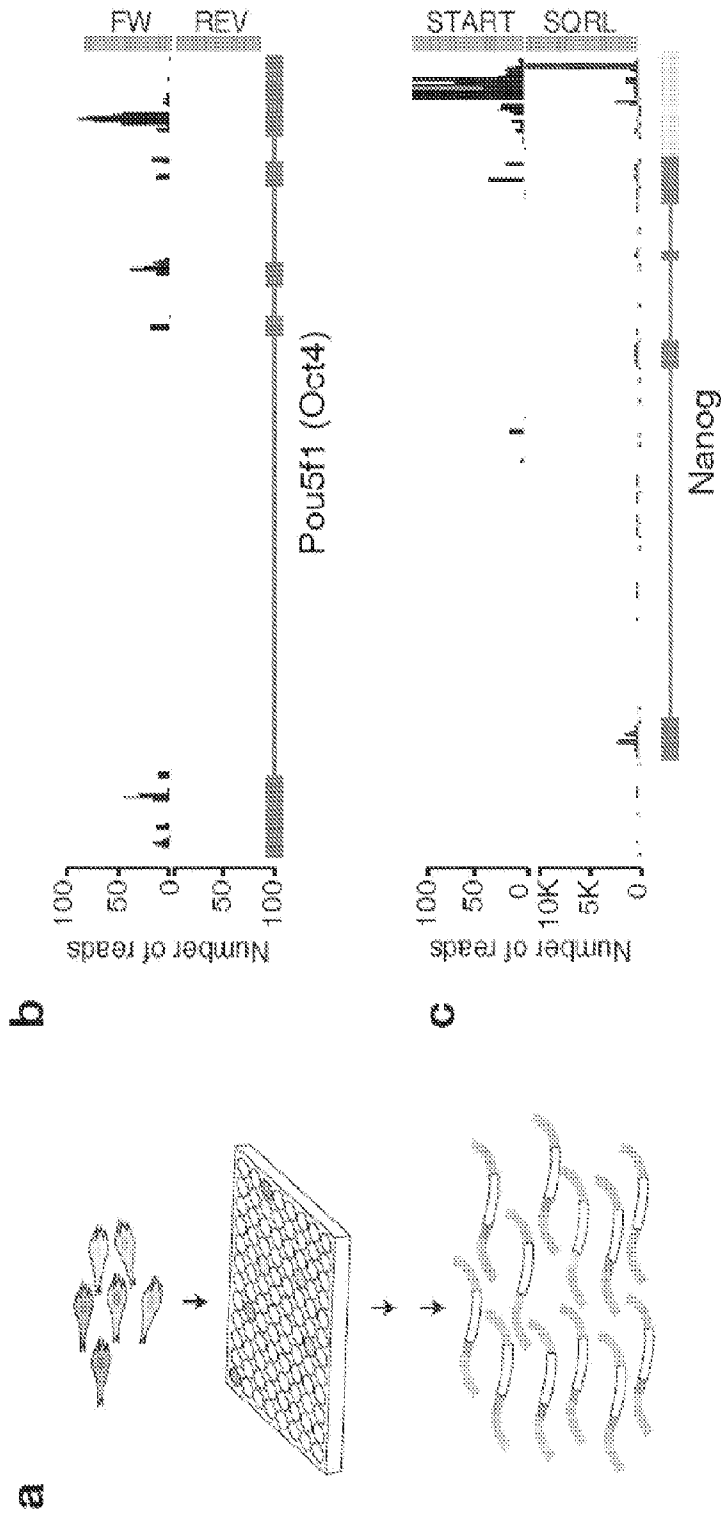 a
b
Number of reads
100
50
0
50
100
FW
REV
Pou5f1 (Oct4)
c
Number of reads
100
50
0
10K
5K
0
START
SQRL
Nanog